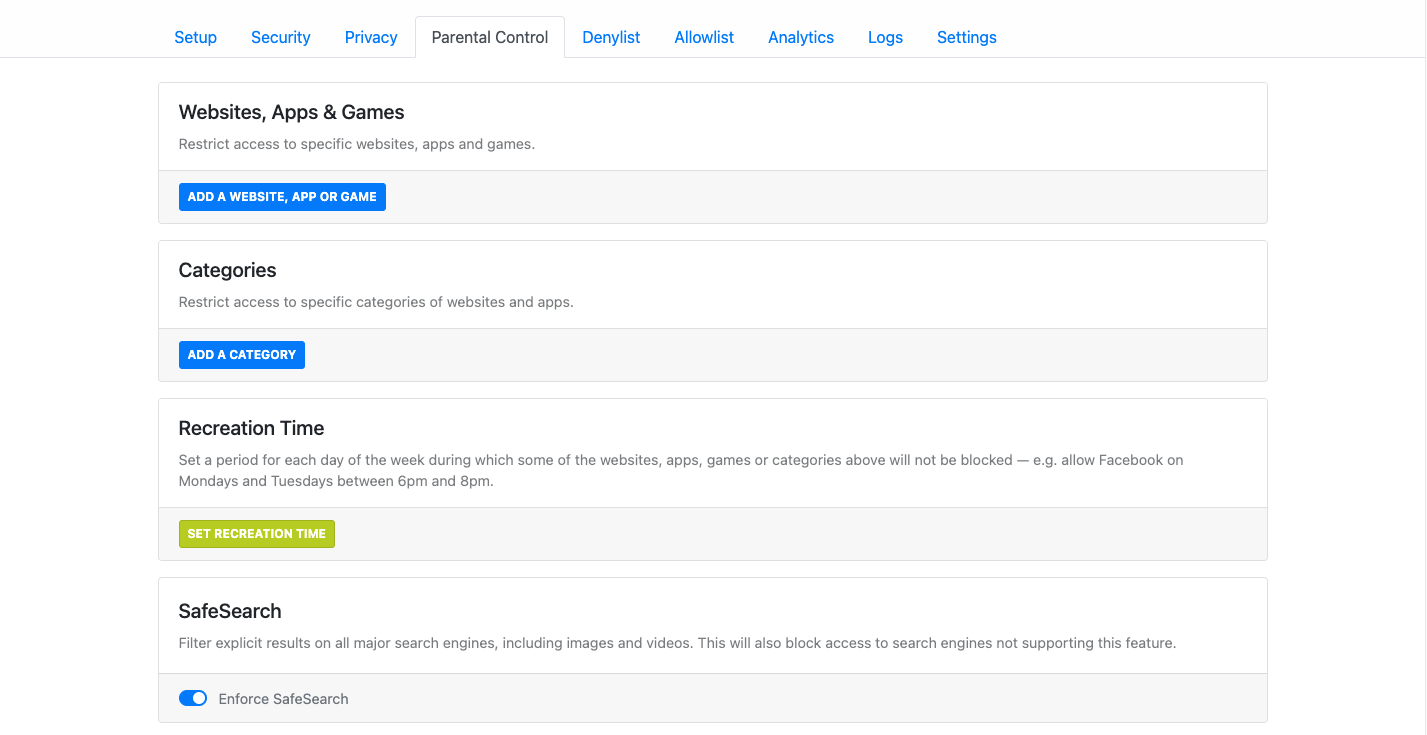 Setup Security Privacy Parental Control Denylist Allowlist Analytics Logs Settings
Websites, Apps & Games
Restrict access to specific websites, apps and games.
ADD A WEBSITE, APP OR GAME
Categories
Restrict access to specific categories of websites and apps.
ADD A CATEGORY
Recreation Time
Set a period for each day of the week during which some of the websites, apps, games or categories above will not be blocked — e.g. allow Facebook on
Mondays and Tuesdays between 6pm and 8pm.
SET RECREATION TIME
SafeSearch
Filter explicit results on all major search engines, including images and videos. This will also block access to search engines not supporting this feature.
Enforce SafeSearch